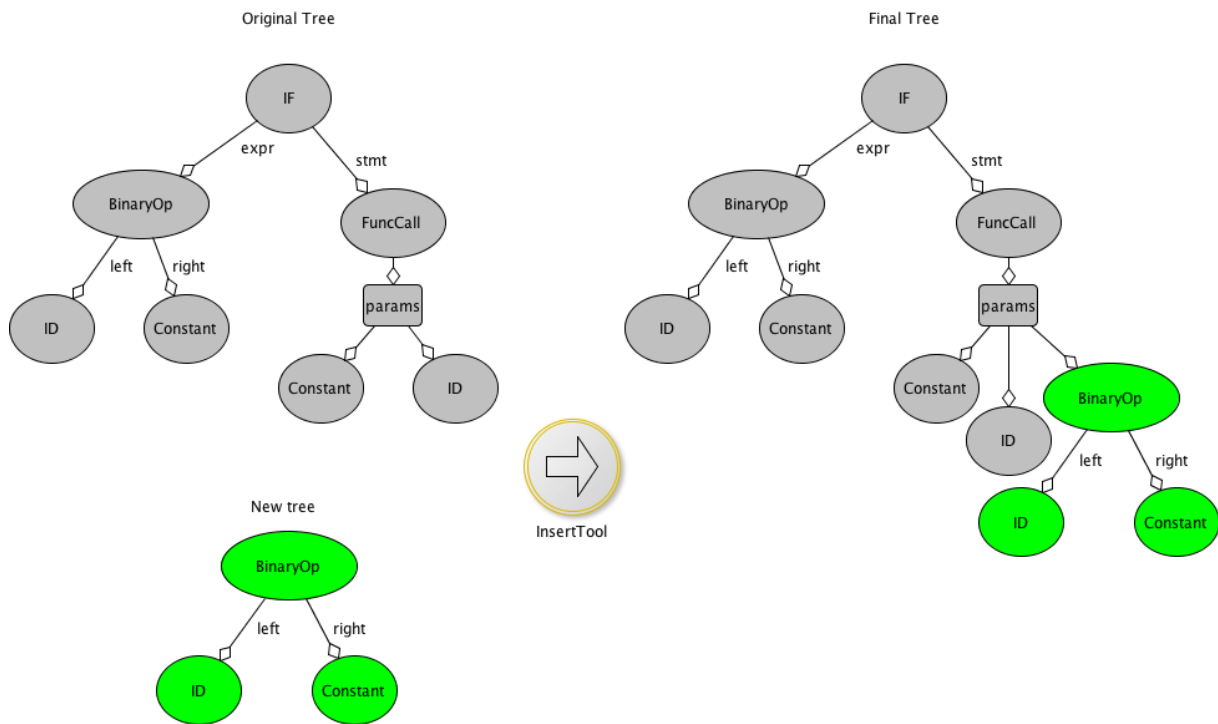 Original Tree
IF
expr
stmt
BinaryOp
FuncCall
left
right
params
ID
Constant
Constant
ID
New tree
BinaryOp
left
right
ID
Constant
InsertTool
Final Tree
IF
expr
stmt
BinaryOp
FuncCall
left
right
params
ID
Constant
Constant
BinaryOp
ID
left
right
ID
Constant